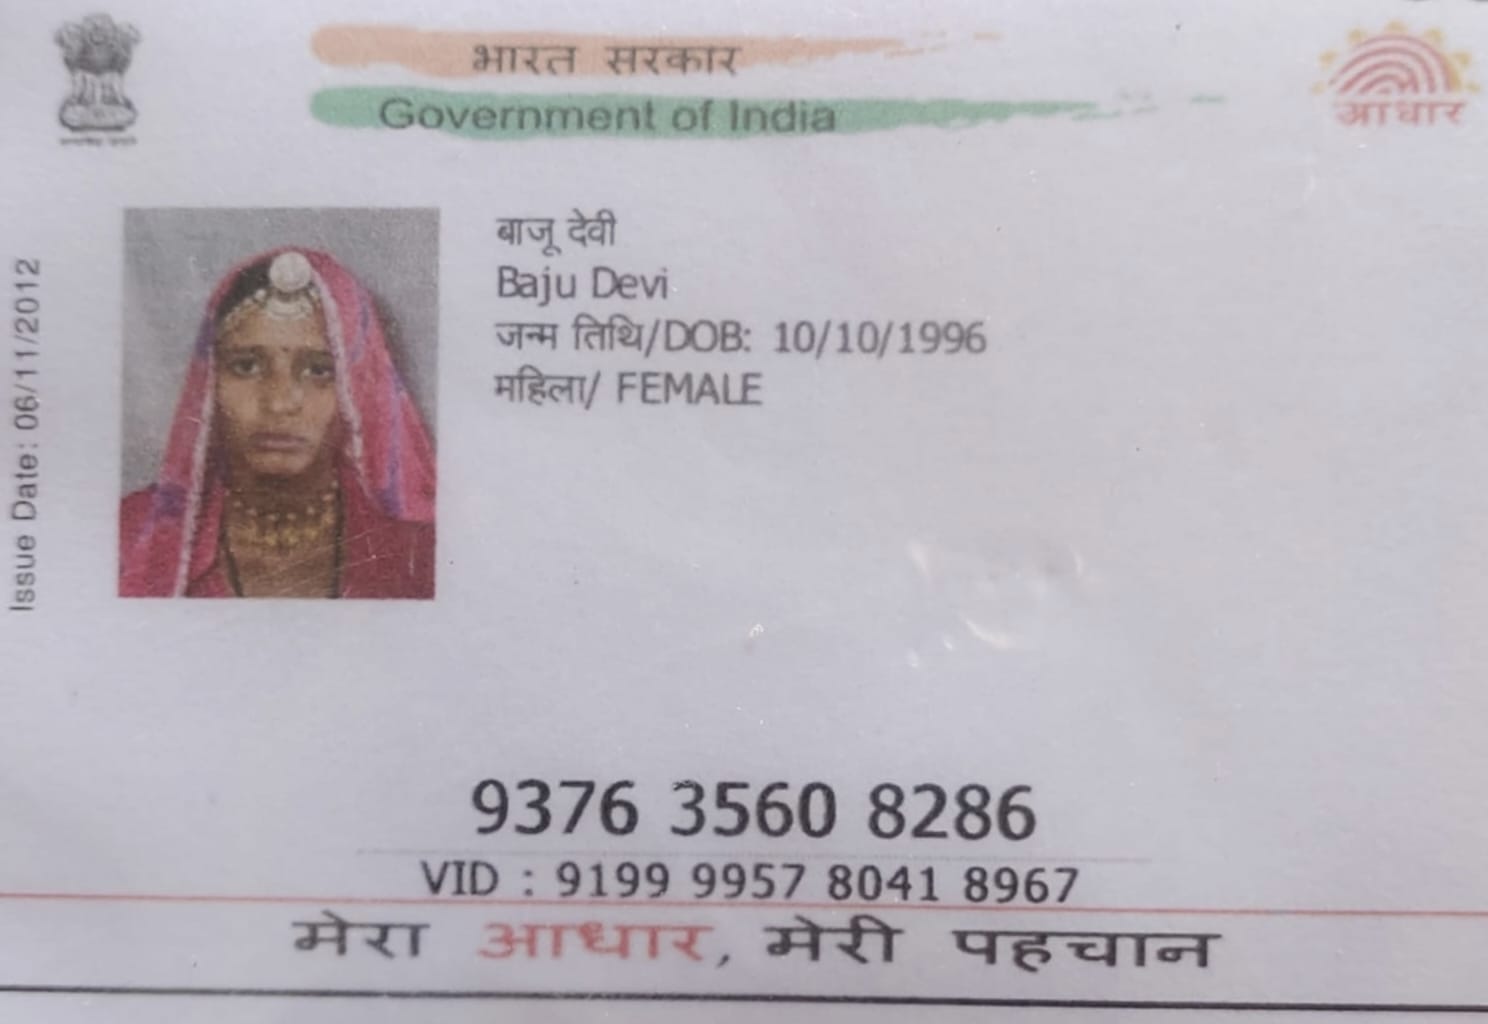 भारत सरकार
Government of India
आधार
Issue Date: 06/11/2012
बाजू देवी
Baju Devi
जन्म तिथि/DOB: 10/10/1996
महिला/ FEMALE
9376 3560 8286
VID : 9199 9957 8041 8967
मेरा आधार, मेरी पहचान